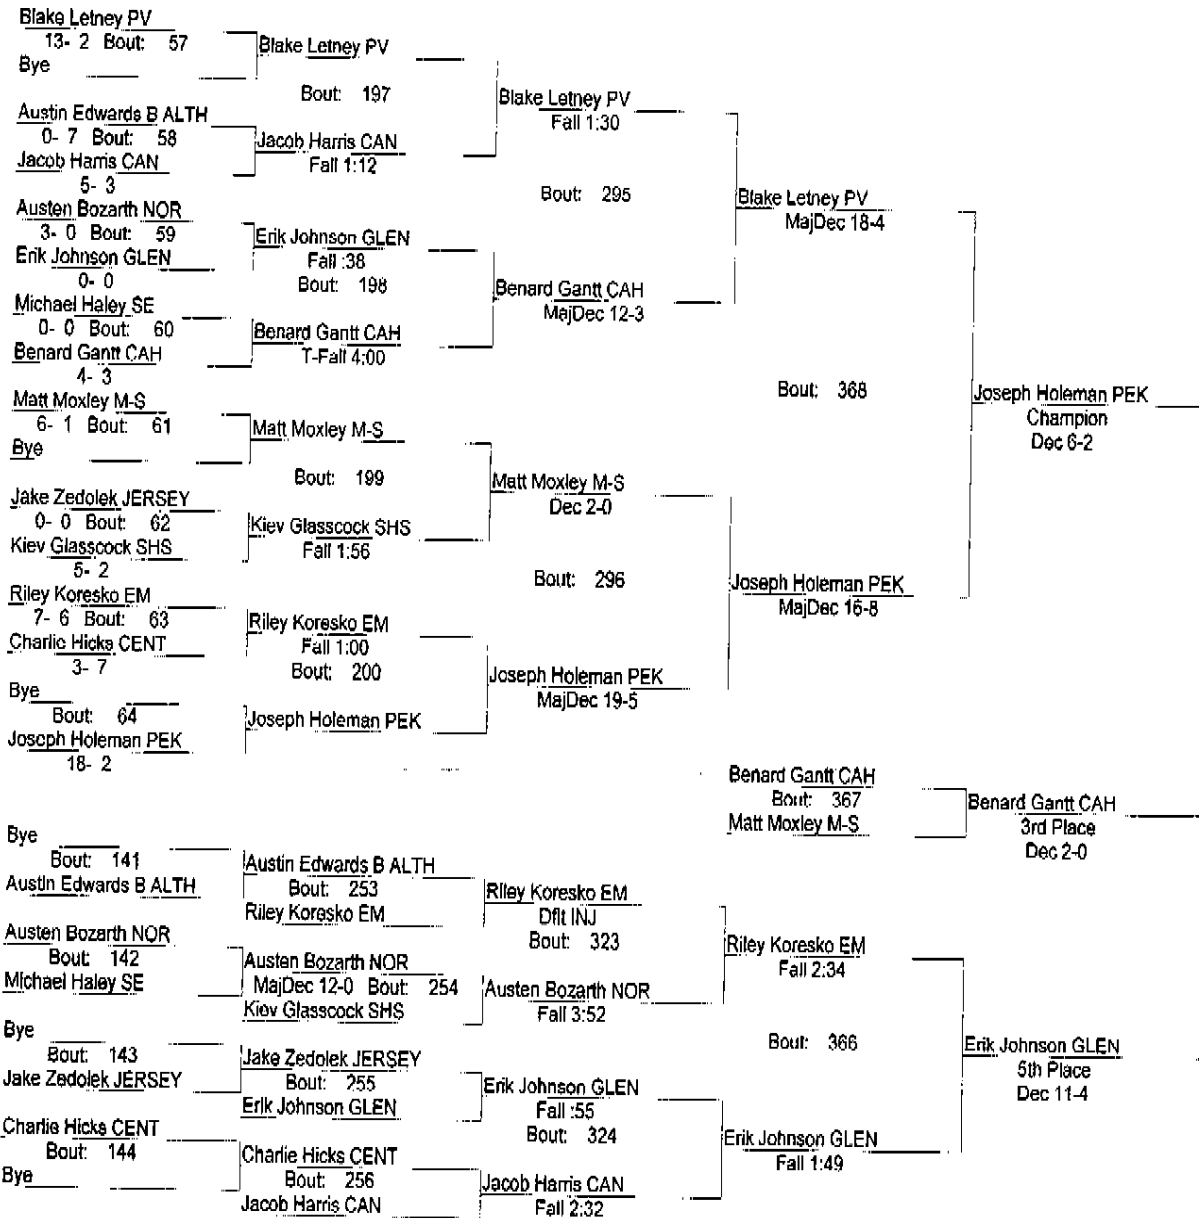 Blake Letney PV
13- 2 Bout: 57
Bye
Blake Letney PV
Bout: 197
Austin Edwards B ALTH
0- 7 Bout: 58
Jacob Harris CAN
5- 3
Jacob Harris CAN
Fall 1:12
Blake Letney PV
Fall 1:30
Bout: 295
Austen Bozarth NOR
3- 0 Bout: 59
Erik Johnson GLEN
0- 0
Erik Johnson GLEN
Fall :38
Bout: 198
Michael Haley SE
0- 0 Bout: 60
Benard Gantt CAH
4- 3
Benard Gantt CAH
T-Fall 4:00
Benard Gantt CAH
MajDec 12-3
Blake Letney PV
MajDec 18-4
Bout: 368
Matt Moxley M-S
6- 1 Bout: 61
Bye
Matt Moxley M-S
Bout: 199
Jake Zedolek JERSEY
0- 0 Bout: 62
Kiev Glasscock SHS
5- 2
Kiev Glasscock SHS
Fall 1:56
Matt Moxley M-S
Dec 2-0
Bout: 296
Riley Koresko EM
7- 6 Bout: 63
Charlie Hicks CENT
3- 7
Riley Koresko EM
Fall 1:00
Bout: 200
Bye
Bout: 64
Joseph Holeman PEK
18- 2
Joseph Holeman PEK
Joseph Holeman PEK
MajDec 19-5
Joseph Holeman PEK
MajDec 16-8
Joseph Holeman PEK
Champion
Dec 6-2
Benard Gantt CAH
Bout: 367
Matt Moxley M-S
Benard Gantt CAH
3rd Place
Dec 2-0
Bye
Bout: 141
Austin Edwards B ALTH
Austin Edwards B ALTH
Bout: 253
Riley Koresko EM
Riley Koresko EM
Dflt INJ
Bout: 323
Austen Bozarth NOR
Bout: 142
Michael Haley SE
Austen Bozarth NOR
MajDec 12-0 Bout: 254
Kiev Glasscock SHS
Austen Bozarth NOR
Fall 3:52
Riley Koresko EM
Fall 2:34
Bout: 366
Bye
Bout: 143
Jake Zedolek JERSEY
Jake Zedolek JERSEY
Bout: 255
Erik Johnson GLEN
Erik Johnson GLEN
Fall :55
Bout: 324
Charlie Hicks CENT
Bout: 144
Bye
Charlie Hicks CENT
Bout: 256
Jacob Harris CAN
Jacob Harris CAN
Fall 2:32
Erik Johnson GLEN
Fall 1:49
Erik Johnson GLEN
5th Place
Dec 11-4